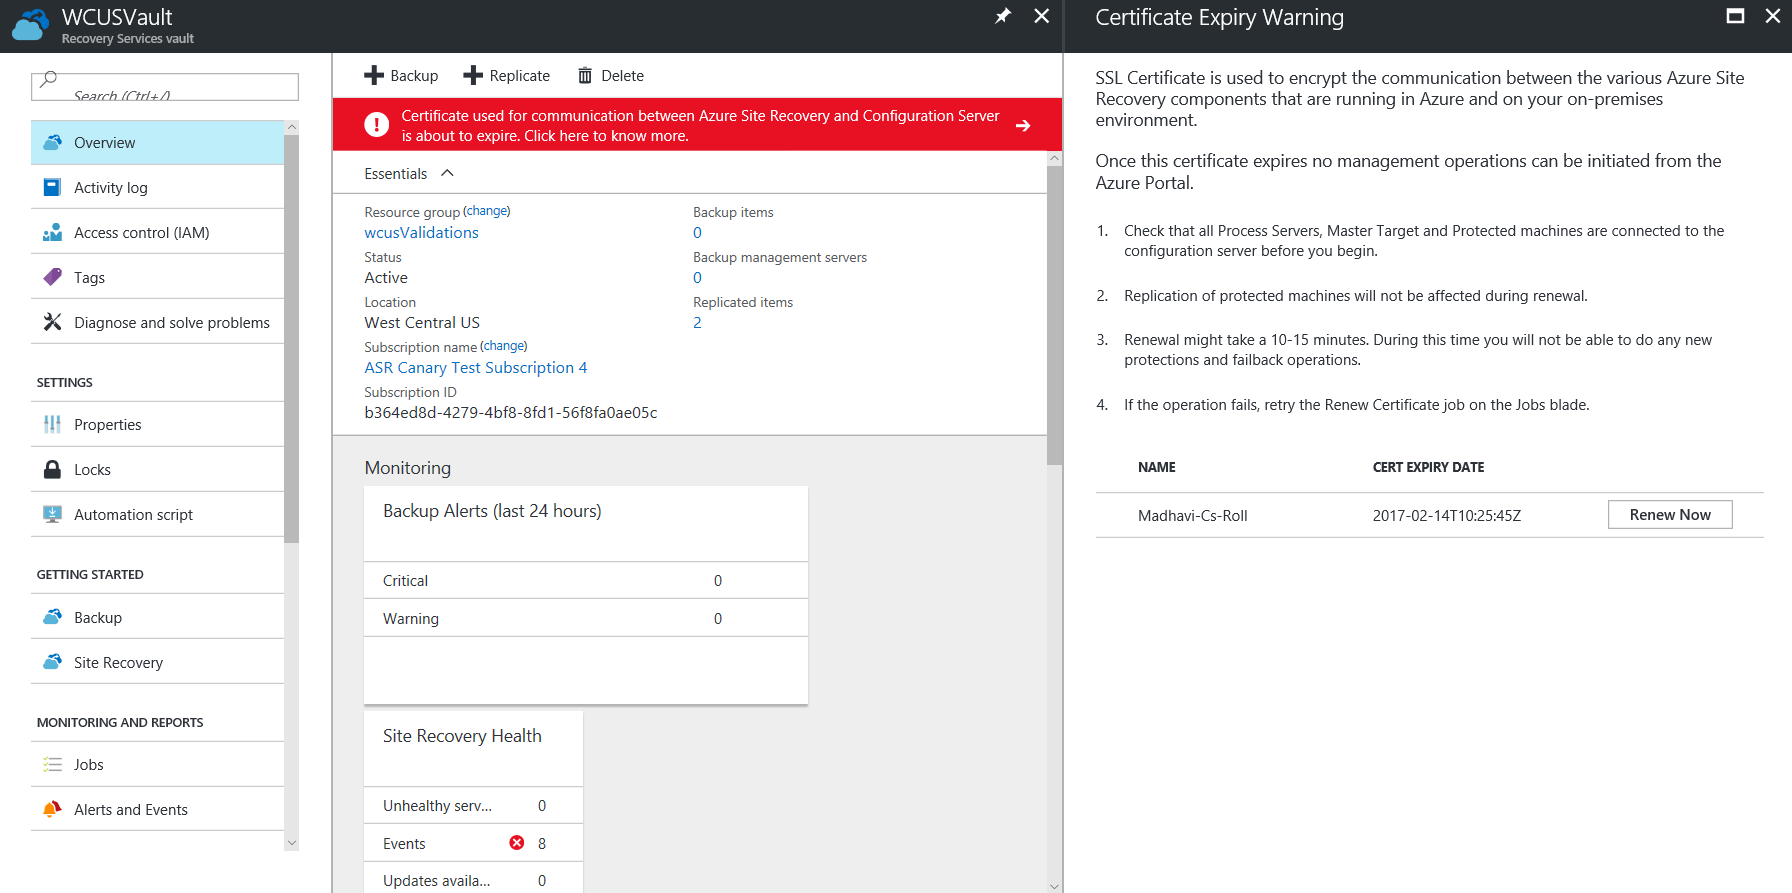 WCUSVault
Recovery Services vault
Search (Ctrl+/)
Overview
Activity log
Access control (IAM)
Tags
Diagnose and solve problems
SETTINGS
Properties
Locks
Automation script
GETTING STARTED
Backup
Site Recovery
MONITORING AND REPORTS
Jobs
Alerts and Events
Backup
Replicate
Delete
Certificate used for communication between Azure Site Recovery and Configuration Server
is about to expire. Click here to know more.
Essentials
Resource group (change)
wcusValidations
Status
Active
Location
West Central US
Subscription name (change)
ASR Canary Test Subscription 4
Subscription ID
b364ed8d-4279-4bf8-8fd1-56f8fa0ae05c
Backup items
0
Backup management servers
0
Replicated items
2
Monitoring
Backup Alerts (last 24 hours)
Critical 0
Warning 0
Site Recovery Health
Unhealthy serv... 0
Events 8
Updates availa... 0
Certificate Expiry Warning
SSL Certificate is used to encrypt the communication between the various Azure Site
Recovery components that are running in Azure and on your on-premises
environment.
Once this certificate expires no management operations can be initiated from the
Azure Portal.
1. Check that all Process Servers, Master Target and Protected machines are connected to the
configuration server before you begin.
2. Replication of protected machines will not be affected during renewal.
3. Renewal might take a 10-15 minutes. During this time you will not be able to do any new
protections and failback operations.
4. If the operation fails, retry the Renew Certificate job on the Jobs blade.
NAME CERT EXPIRY DATE
Madhavi-Cs-Roll 2017-02-14T10:25:45Z Renew Now